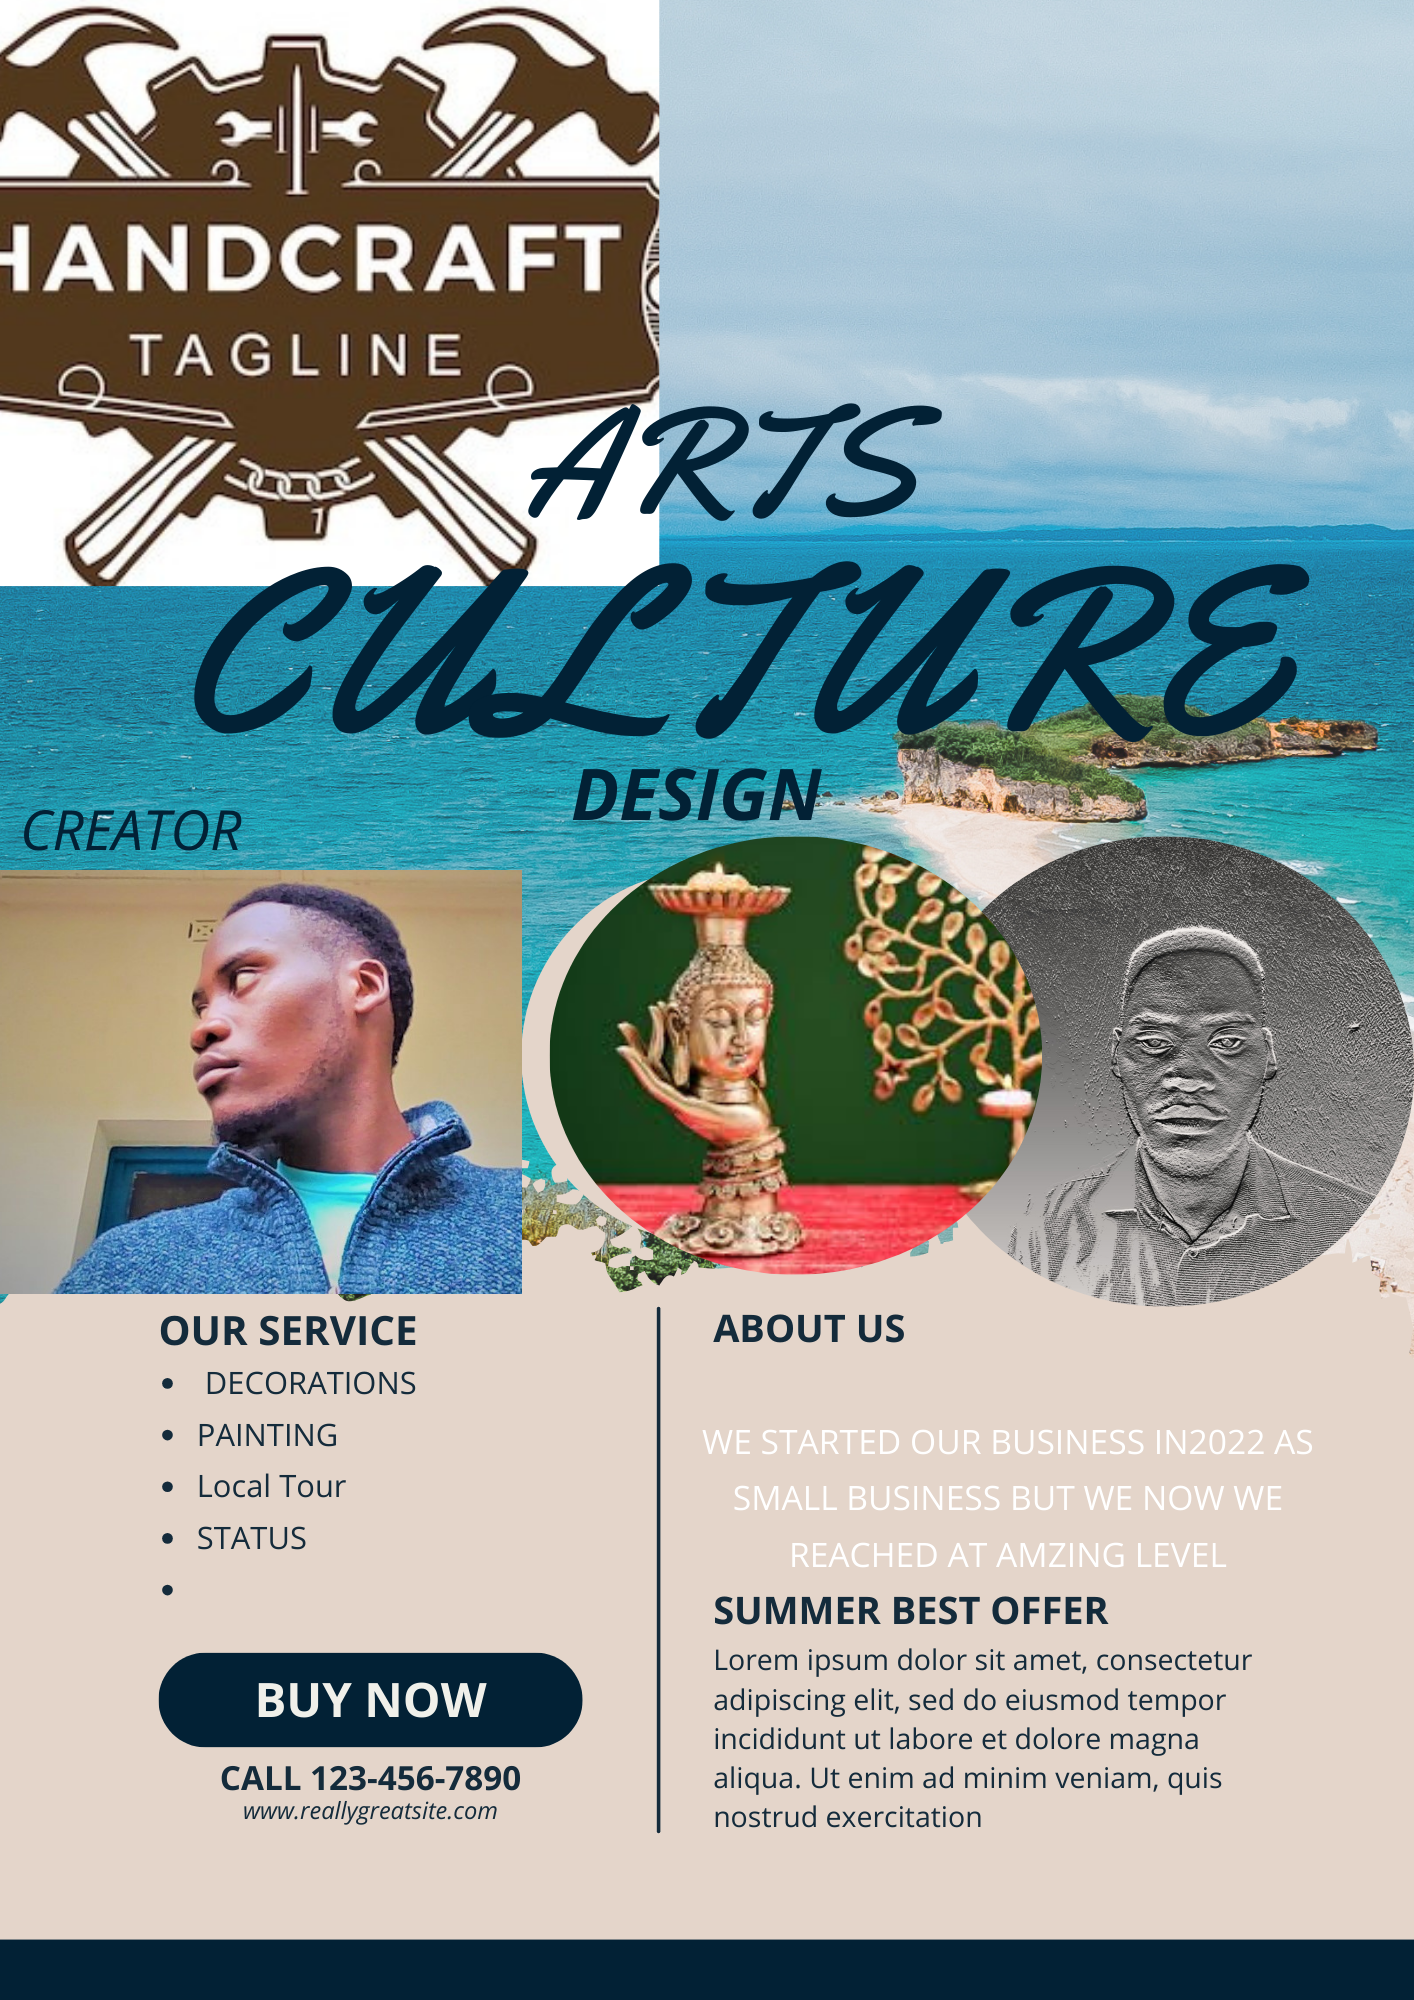 HANDCRAFT
TAGLINE
1
ARTS
CULTURE
DESIGN
CREATOR
OUR SERVICE
• DECORATIONS
• PAINTING
• Local Tour
• STATUS
•
BUY NOW
CALL 123-456-7890
www.reallygreatsite.com
ABOUT US
WE STARTED OUR BUSINESS IN2022 AS
SMALL BUSINESS BUT WE NOW WE
REACHED AT AMZING LEVEL
SUMMER BEST OFFER
Lorem ipsum dolor sit amet, consectetur
adipiscing elit, sed do eiusmod tempor
incididunt ut labore et dolore magna
aliqua. Ut enim ad minim veniam, quis
nostrud exercitation